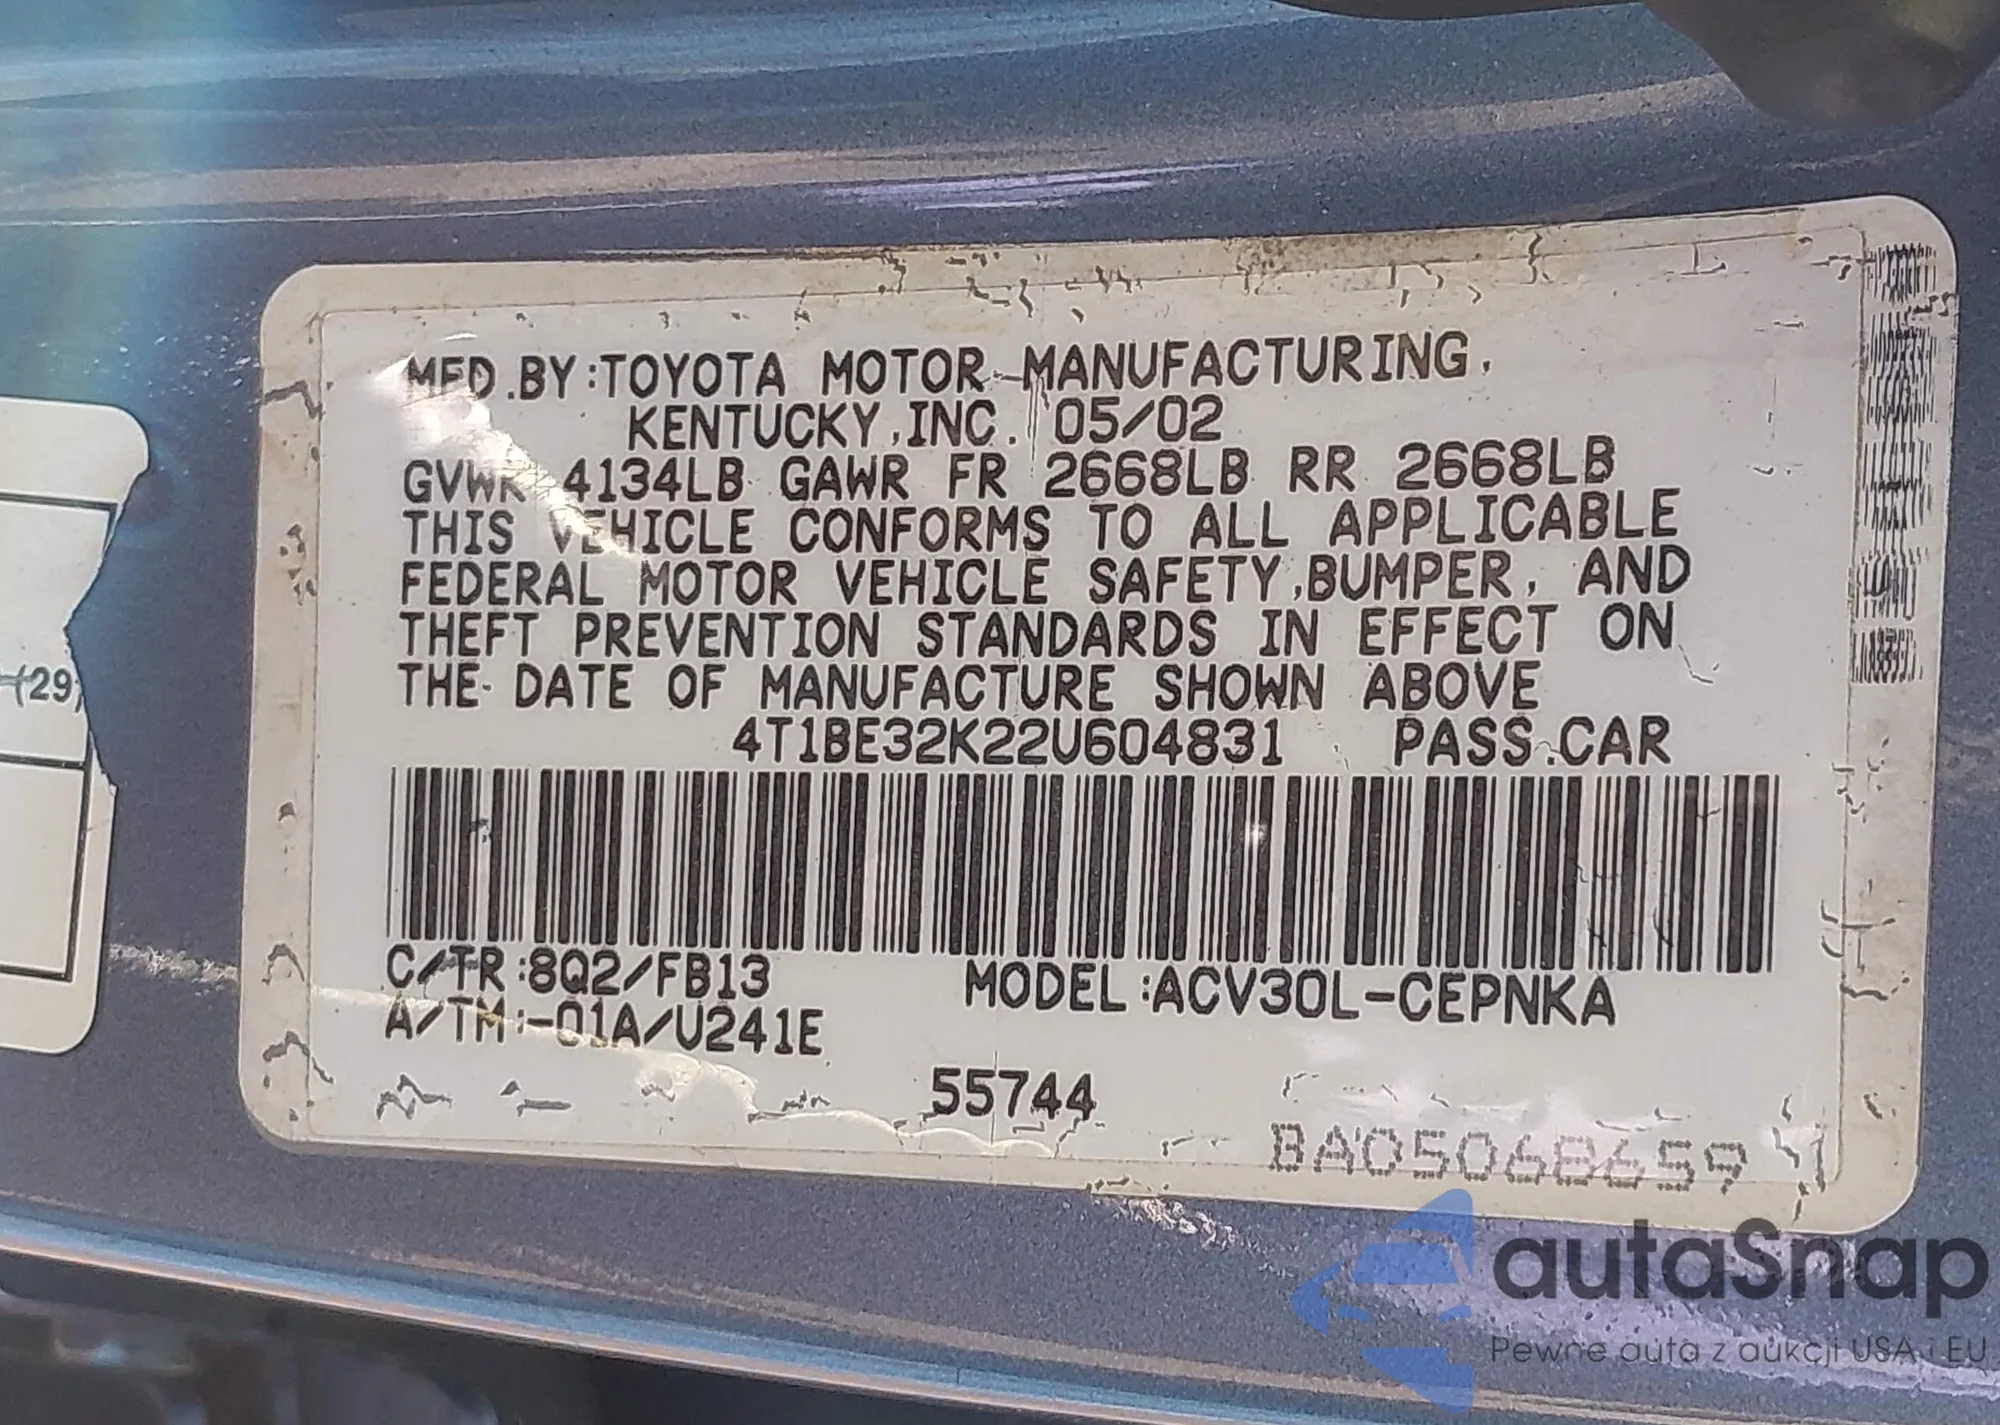 MFD.BY:TOYOTA MOTOR MANUFACTURING,
KENTUCKY,INC. 05/02
GVWR 4134LB GAWR FR 2668LB RR 2668LB
THIS VEHICLE CONFORMS TO ALL APPLICABLE
FEDERAL MOTOR VEHICLE SAFETY,BUMPER, AND
THEFT PREVENTION STANDARDS IN EFFECT ON
THE DATE OF MANUFACTURE SHOWN ABOVE
4T1BE32K22U604831 PASS.CAR
C/TR:8Q2/FB13
MODEL:ACV30L-CEPNKA
A/TM:-01A/U241E
55744
(29)
autaSnap
Pewne auta z aukcji USA i EU